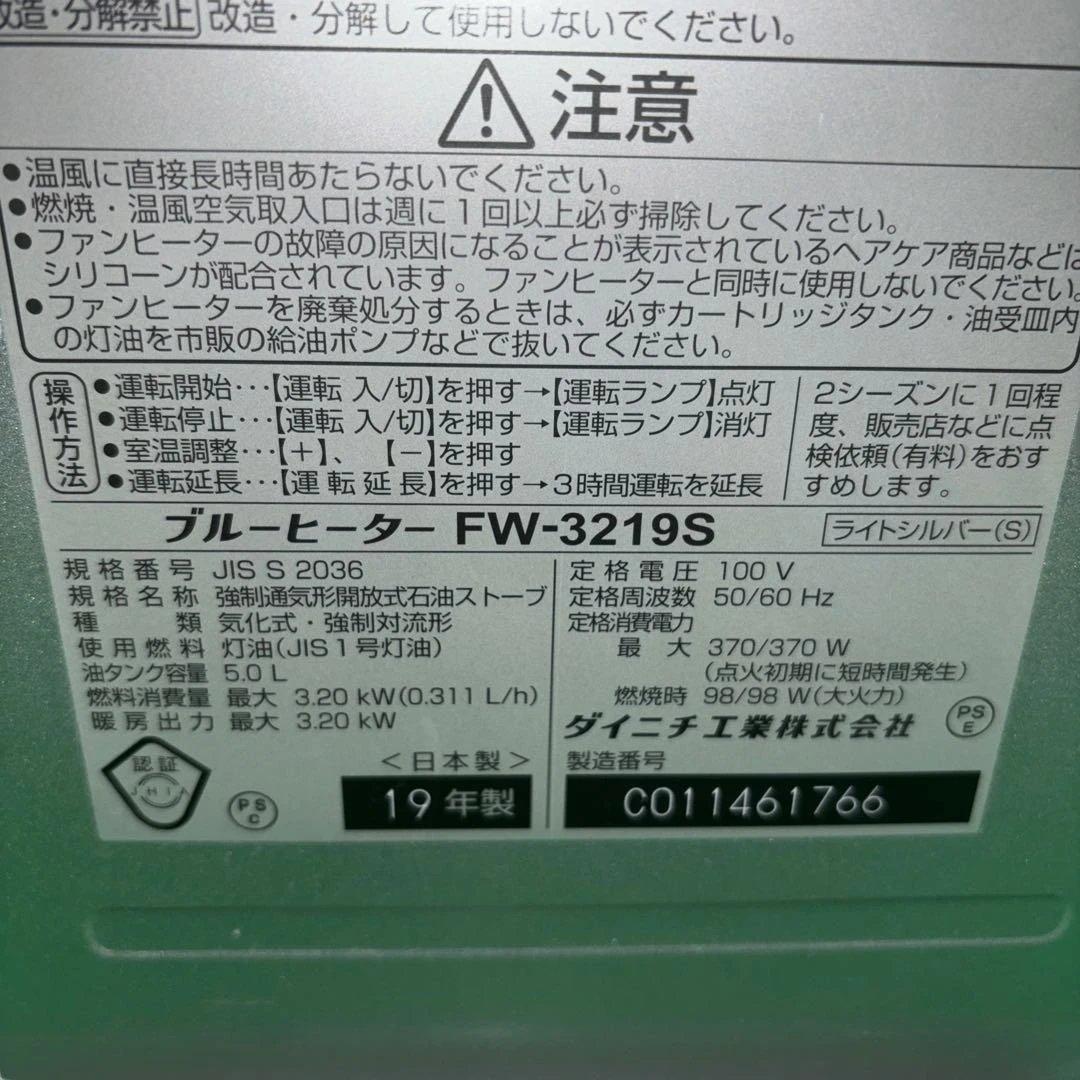 改造・分解禁止 改造・分解して使用しないでください。
注意
●温風に直接長時間あたらないでください。
●燃焼・温風空気取入口は週に1回以上必ず掃除してください。
●ファンヒーターの故障の原因になることが表示されているヘアケア商品などは
シリコーンが配合されています。ファンヒーターと同時に使用しないでください。
●ファンヒーターを廃棄処分するときは、必ずカートリッジタンク・油受皿内
の灯油を市販の給油ポンプなどで抜いてください。
操作方法
●運転開始・・・【運転 入/切】を押す→【運転ランプ】点灯
●運転停止・・・【運転 入/切】を押す→【運転ランプ】消灯
●室温調整・・・【+】、【-】を押す
●運転延長・・・【運転延長】を押す→3時間運転を延長
2シーズンに1回程
度、販売店などに点
検依頼(有料)をおす
すめします。
ブルーヒーター FW-3219S ライトシルバー(S)
規格番号 JIS S 2036
規格名称 強制通気形開放式石油ストーブ
種類 気化式・強制対流形
使用燃料 灯油(JIS1号灯油)
油タンク容量 5.0 L
燃料消費量 最大 3.20 kW(0.311 L/h)
暖房出力 最大 3.20 kW
認証
JHIA
PS
C
<日本製>
19年製
定格電圧 100 V
定格周波数 50/60 Hz
定格消費電力
最大 370/370 W
(点火初期に短時間発生)
燃焼時 98/98 W(大火力)
ダイニチ工業株式会社
PS
E
製造番号
C011461766